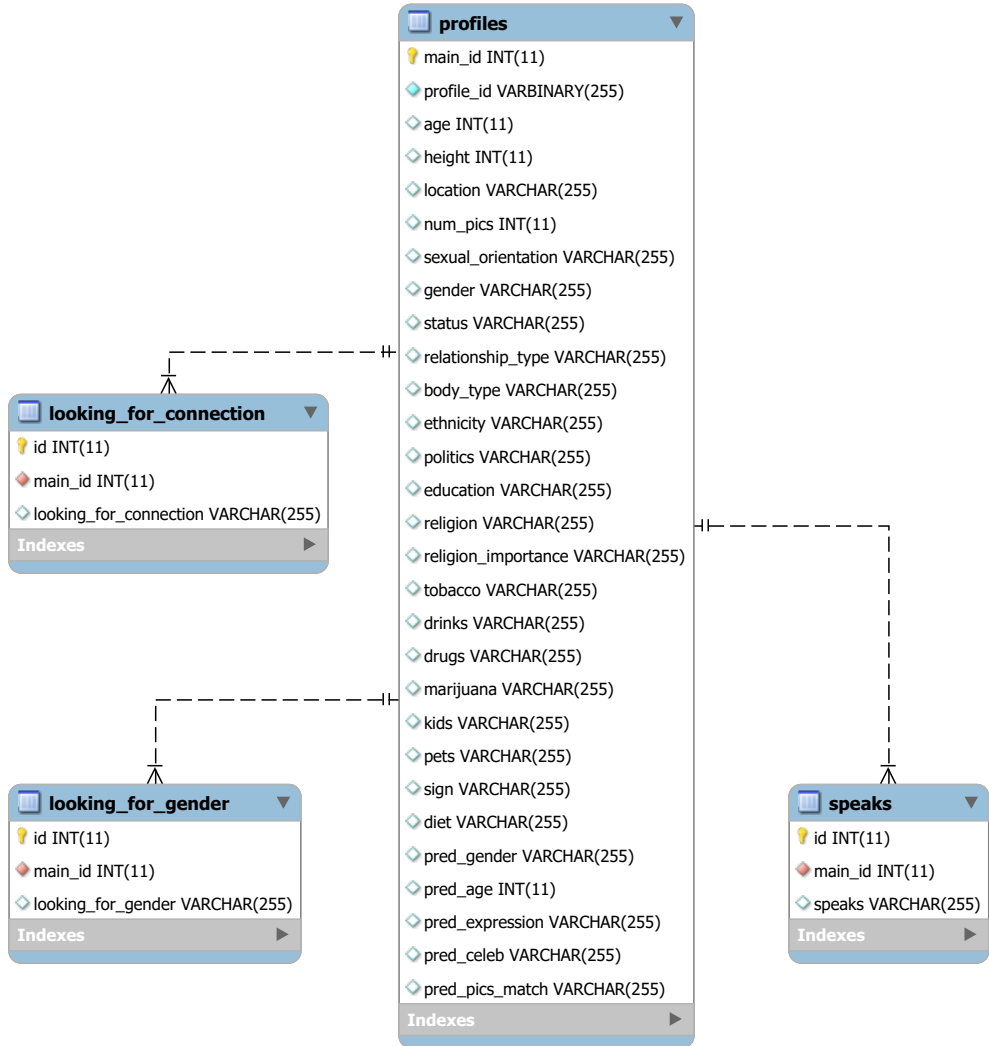 profiles
main_id INT(11)
profile_id VARBINARY(255)
age INT(11)
height INT(11)
location VARCHAR(255)
num_pics INT(11)
sexual_orientation VARCHAR(255)
gender VARCHAR(255)
status VARCHAR(255)
relationship_type VARCHAR(255)
body_type VARCHAR(255)
ethnicity VARCHAR(255)
politics VARCHAR(255)
education VARCHAR(255)
religion VARCHAR(255)
religion_importance VARCHAR(255)
tobacco VARCHAR(255)
drinks VARCHAR(255)
drugs VARCHAR(255)
marijuana VARCHAR(255)
kids VARCHAR(255)
pets VARCHAR(255)
sign VARCHAR(255)
diet VARCHAR(255)
pred_gender VARCHAR(255)
pred_age INT(11)
pred_expression VARCHAR(255)
pred_celeb VARCHAR(255)
pred_pics_match VARCHAR(255)
Indexes
looking_for_connection
id INT(11)
main_id INT(11)
looking_for_connection VARCHAR(255)
Indexes
looking_for_gender
id INT(11)
main_id INT(11)
looking_for_gender VARCHAR(255)
Indexes
speaks
id INT(11)
main_id INT(11)
speaks VARCHAR(255)
Indexes